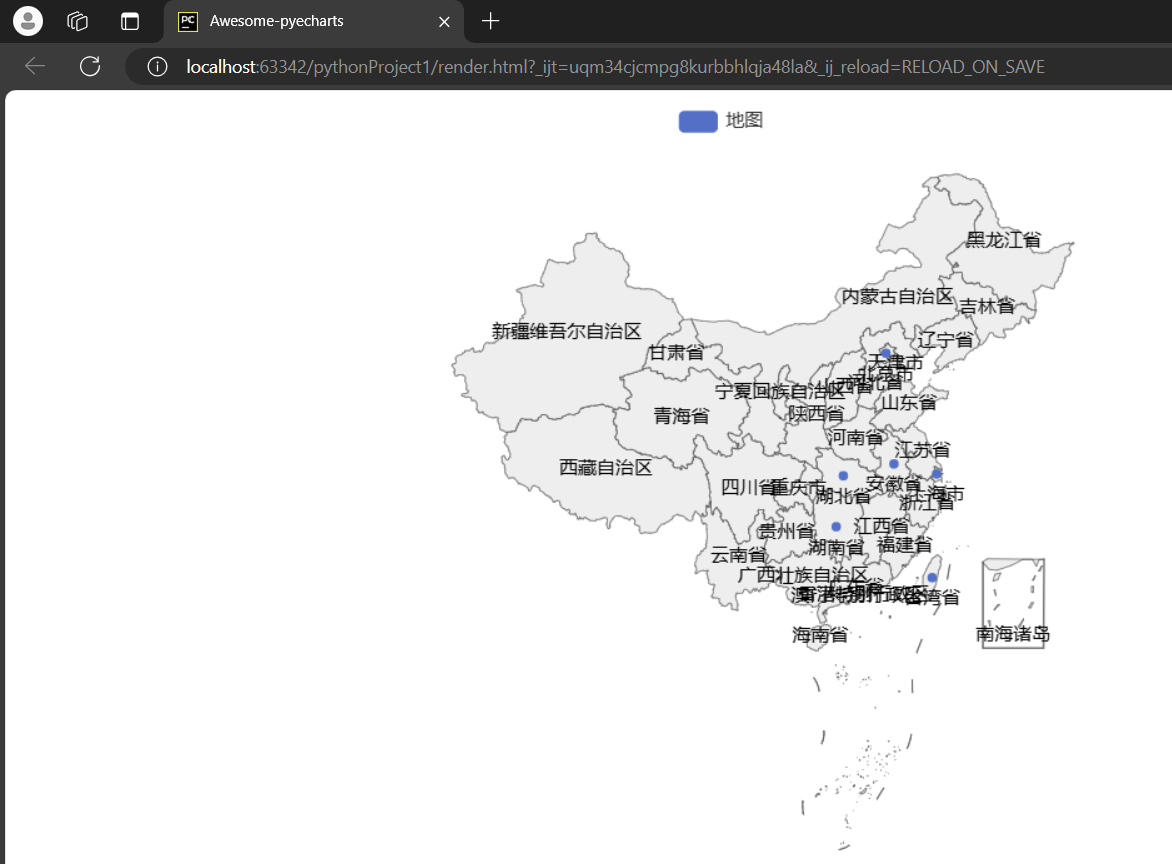 Awesome-pyecharts
localhost:63342/pythonProject1/render.html?_ijt=uqm34cjcmpg8kurbbhlqja48la&_ij_reload=RELOAD_ON_SAVE
地图
黑龙江省
内蒙古自治区
吉林省
新疆维吾尔自治区
辽宁省
甘肃省
天津市
北京市
河北省
山西省
宁夏回族自治区
山东省
陕西省
青海省
河南省
江苏省
西藏自治区
四川省
重庆市
安徽省
湖北省
上海市
浙江省
贵州省
江西省
湖南省
福建省
云南省
广西壮族自治区
台湾省
海南省
南海诸岛